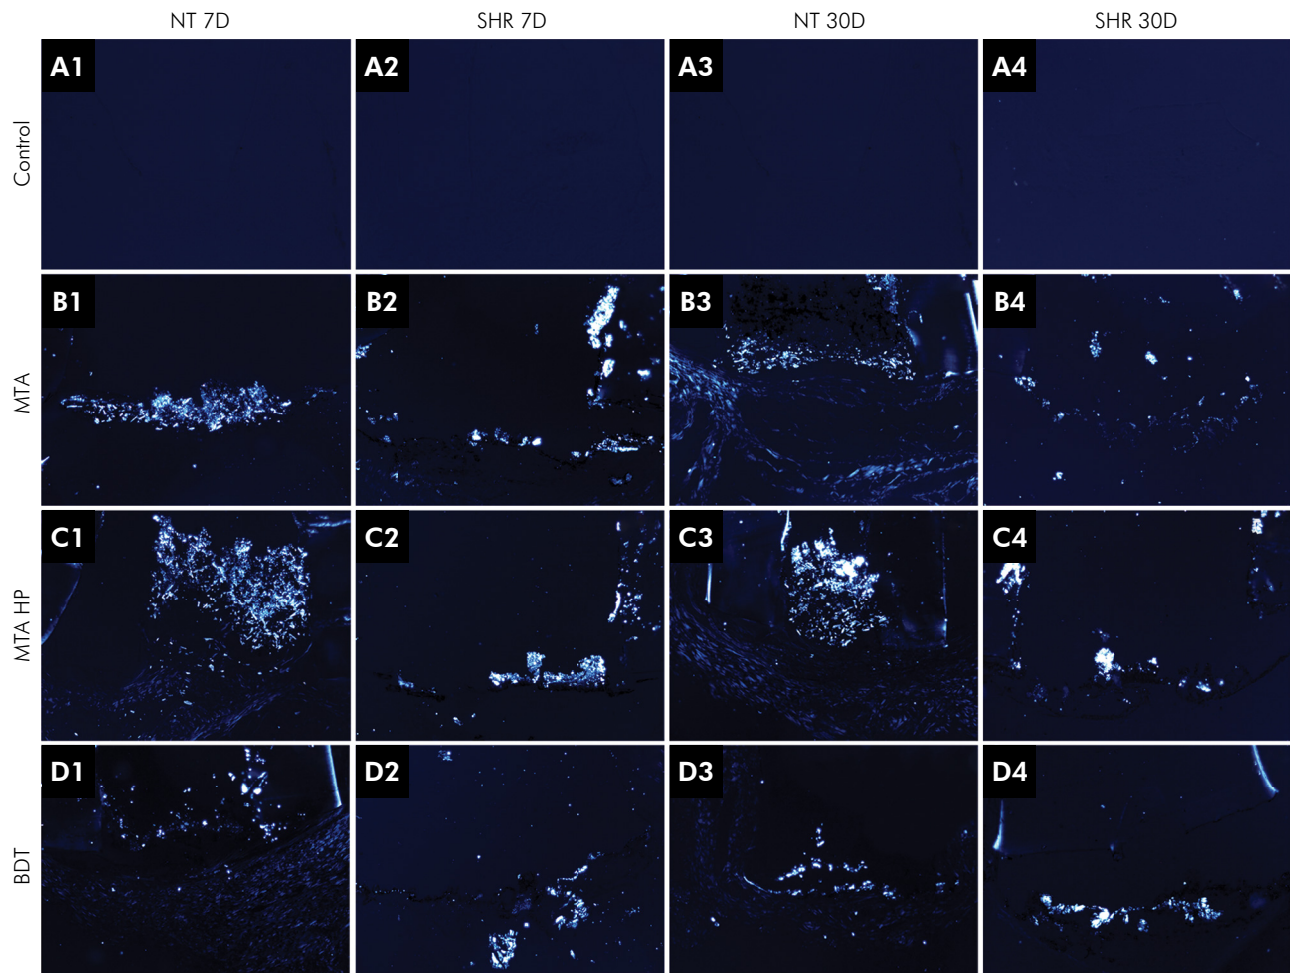 NT 7D SHR 7D NT 30D SHR 30D
Control
A1 A2 A3 A4
MTA
B1 B2 B3 B4
MTA HP
C1 C2 C3 C4
BDT
D1 D2 D3 D4